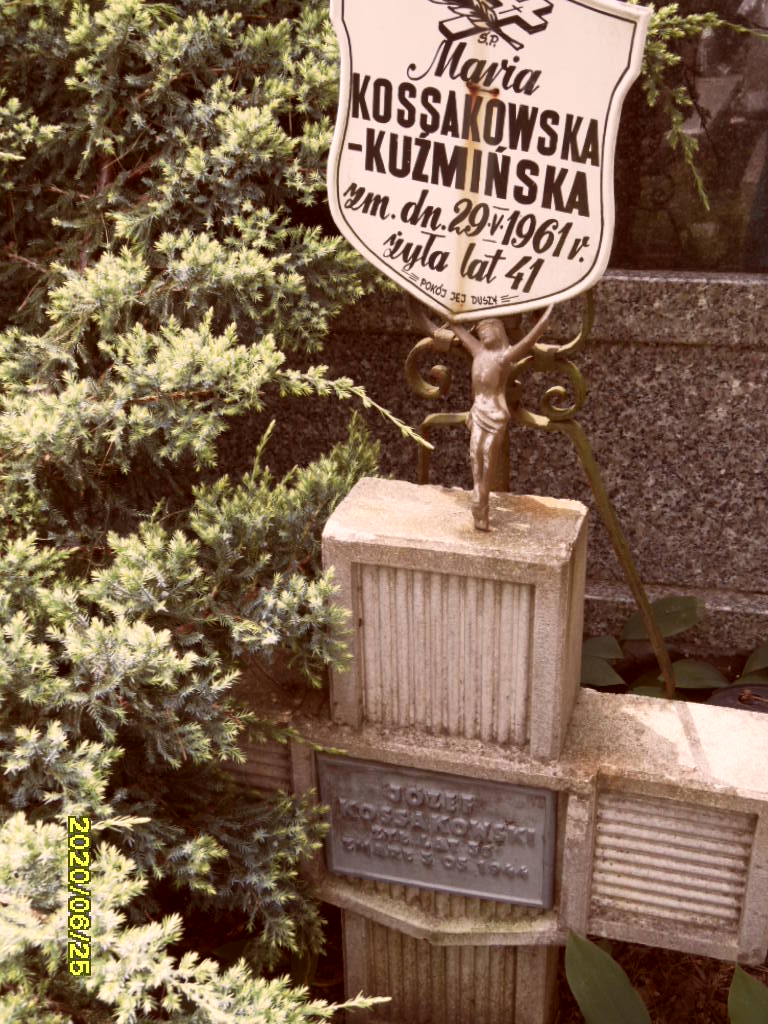 Ś.P.
Maria
KOSSAKOWSKA
-KUŹMIŃSKA
zm. dn. 29.V.1961 r.
żyła lat 41
POKÓJ JEJ DUSZY
JÓZEF
KOSSAKOWSKI
ŻYŁ LAT
ZMARŁ
2020/06/25